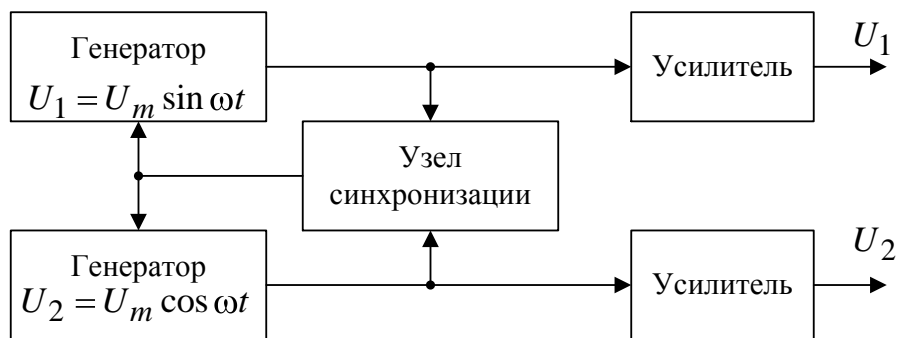 Генератор
U₁ = Uₘ sin ωt
Усилитель
U₁
Узел
синхронизации
Генератор
U₂ = Uₘ cos ωt
Усилитель
U₂